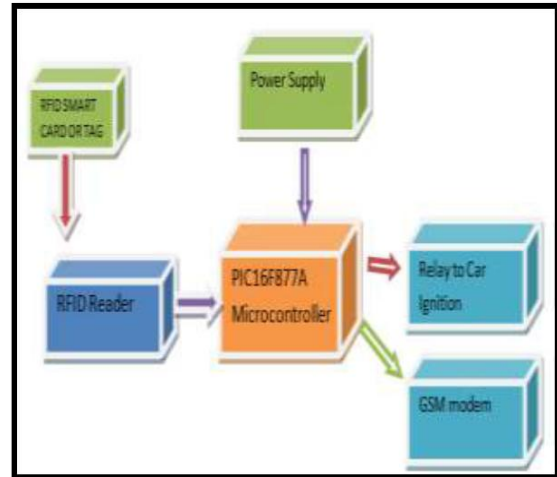 RFID SMART
CARD OR TAG
Power Supply
RFID Reader
PIC16F877A
Microcontroller
Relay to Car
Ignition
GSM modem